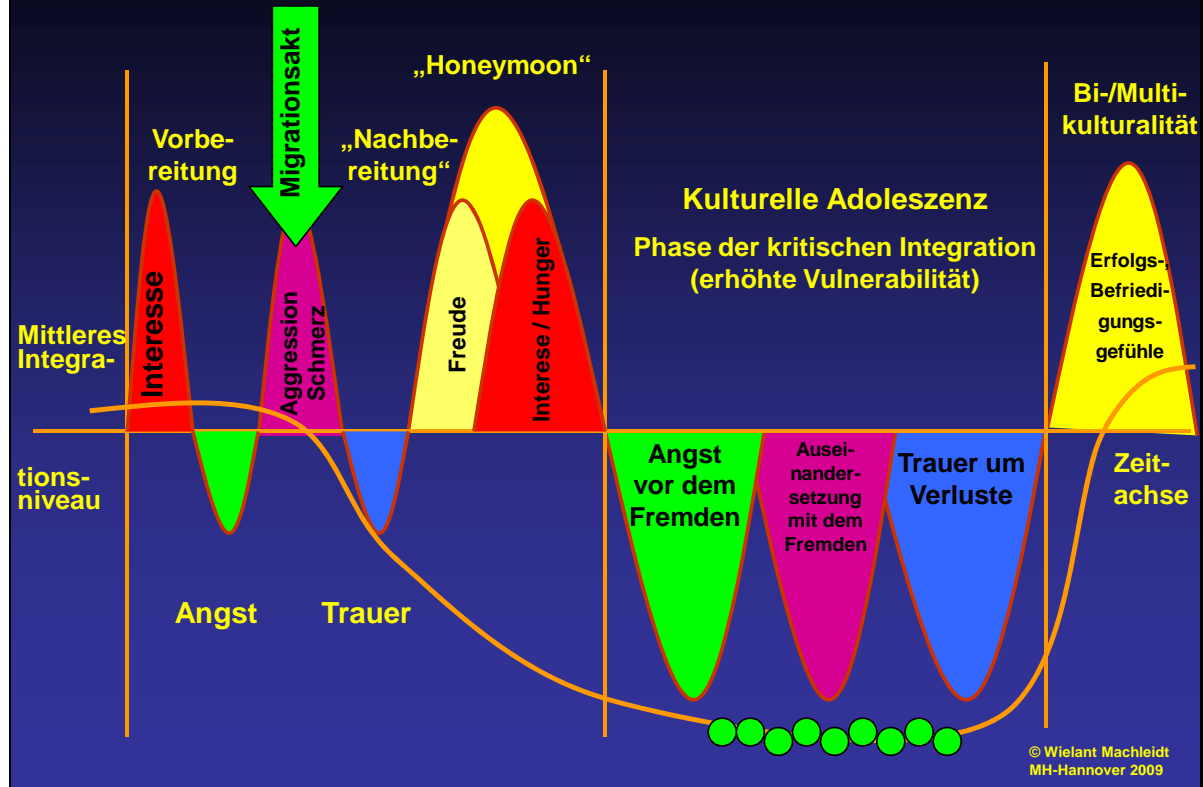 Migrationsakt
„Honeymoon“
Bi-/Multi-
kulturalität
Vorbe-
reitung
„Nachbe-
reitung“
Kulturelle Adoleszenz
Phase der kritischen Integration
(erhöhte Vulnerabilität)
Interesse
Aggression
Schmerz
Freude
Interese / Hunger
Erfolgs-,
Befriedi-
gungs-
gefühle
Mittleres
Integra-
tions-
niveau
Angst
vor dem
Fremden
Ausei-
nander-
setzung
mit dem
Fremden
Trauer um
Verluste
Zeit-
achse
Angst
Trauer
© Wielant Machleidt
MH-Hannover 2009